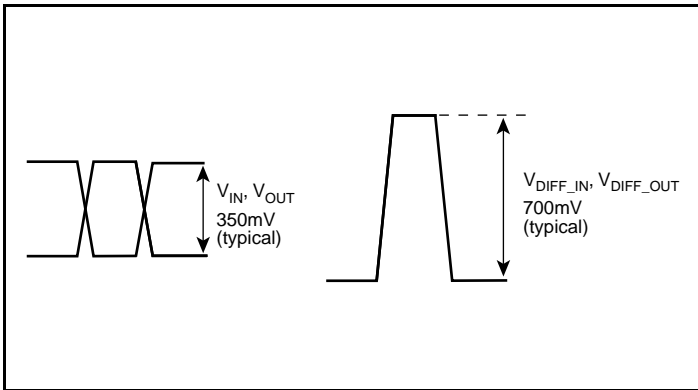 V_IN, V_OUT
350mV
(typical)
V_DIFF_IN, V_DIFF_OUT
700mV
(typical)